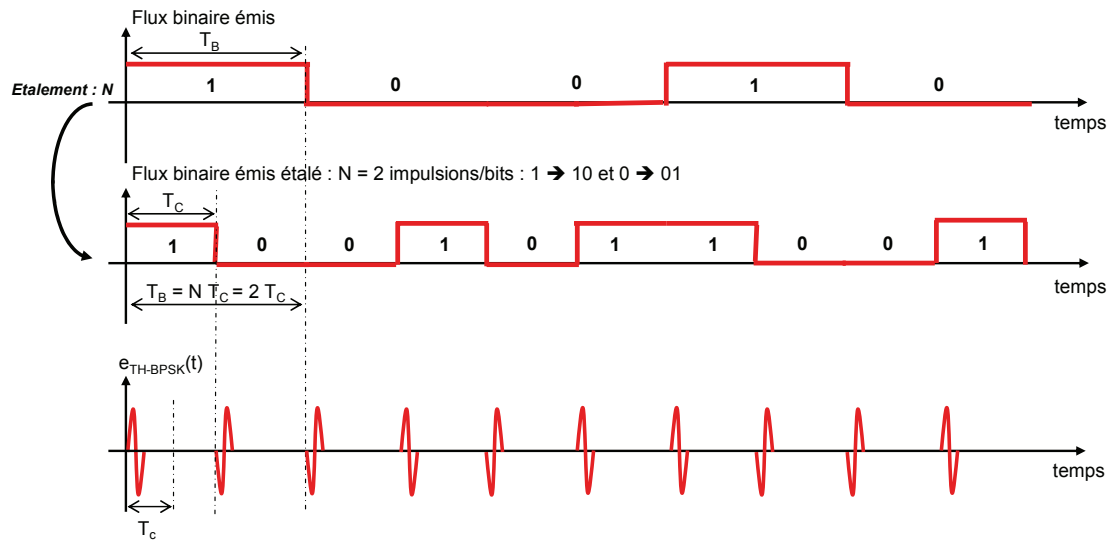 Flux binaire émis
T_B
Etalement : N
1 0 0 1 0
temps
Flux binaire émis étalé : N = 2 impulsions/bits : 1 ➔ 10 et 0 ➔ 01
T_C
1 0 0 1 0 1 1 0 0 1
temps
T_B = N T_C = 2 T_C
e_TH-BPSK(t)
temps
T_c